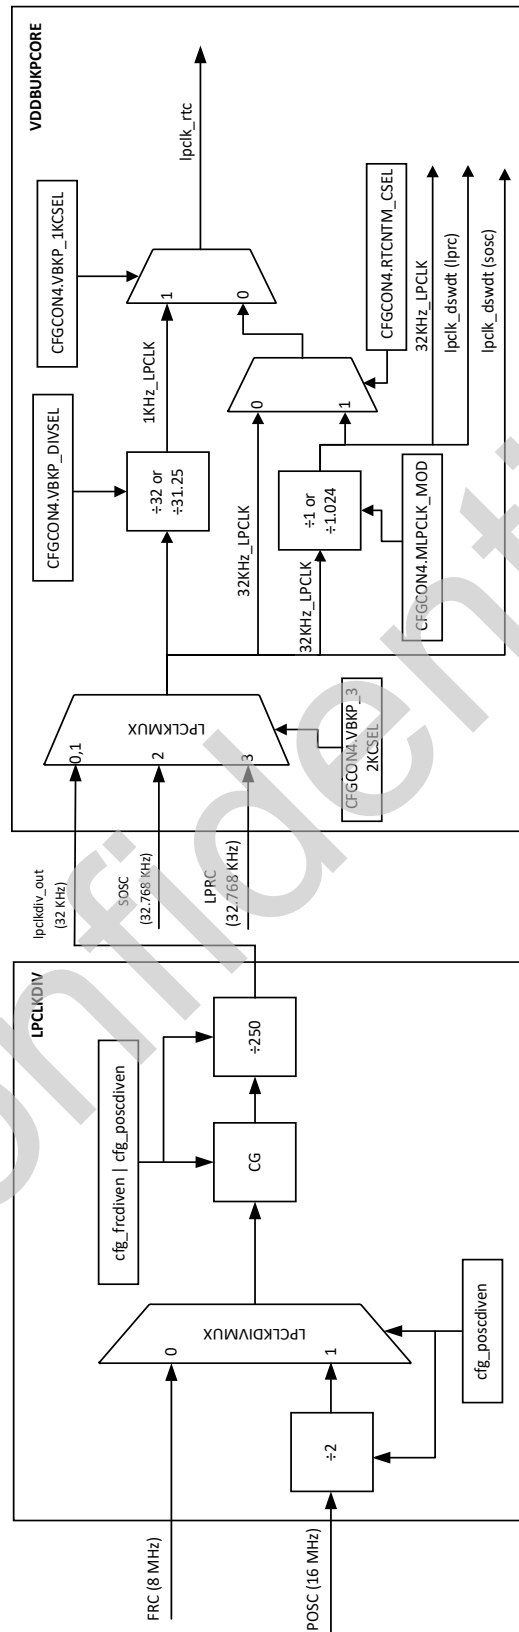 FRC (8 MHz)
POSC (16 MHz)
LPCLKDIV
÷2
0
1
LPCLKDIVMUX
cfg_poscdiven
cfg_frcdiven | cfg_poscdiven
CG
÷250
lpclkdiv_out
(32 KHz)
SOSC
(32.768 KHz)
LPRC
(32.768 KHz)
VDDBUKPCORE
0,1
2
3
LPCLKMUX
CFGCON4.VBKP_3
2KCSEL
CFGCON4.VBKP_DIVSEL
÷32 or
÷31.25
1KHz_LPCLK
32KHz_LPCLK
32KHz_LPCLK
÷1 or
÷1.024
CFGCON4.MLPCLK_MOD
0
1
CFGCON4.RTCNTM_CSEL
CFGCON4.VBKP_1KCSEL
1
0
lpclk_rtc
32KHz_LPCLK
lpclk_dswdt (lprc)
lpclk_dswdt (sosc)
onfidenti